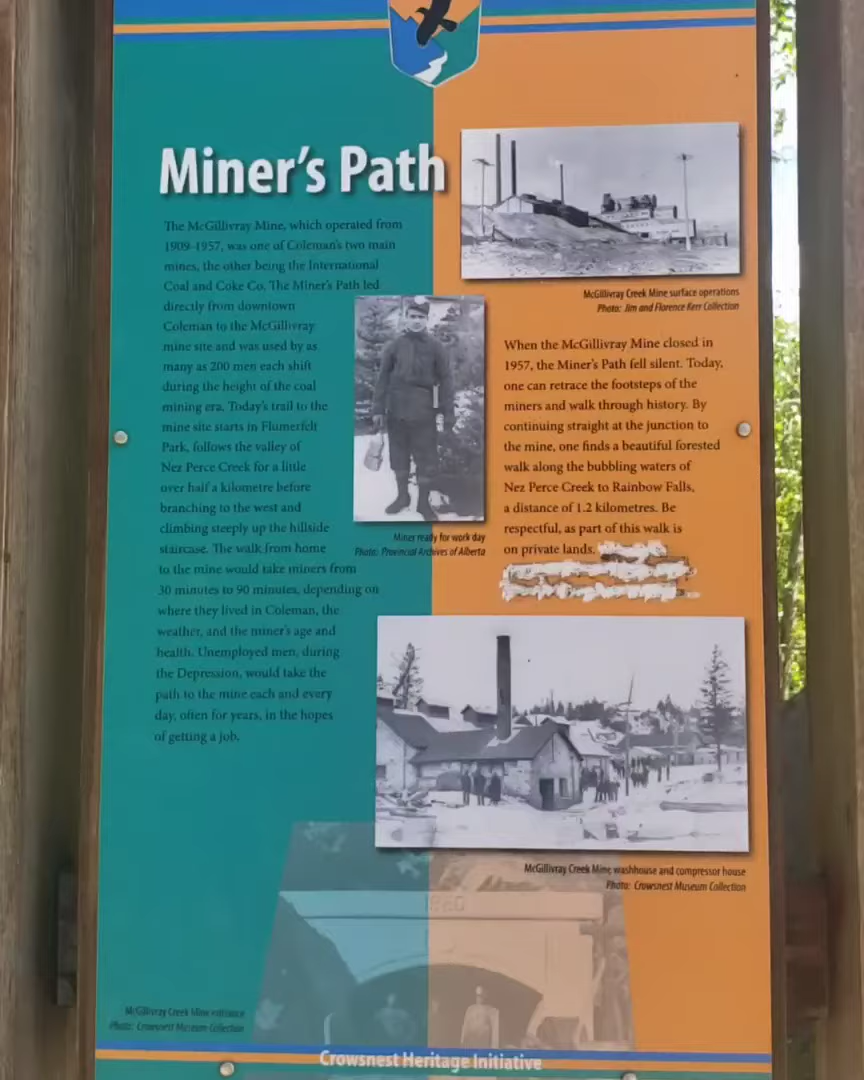 Miner's Path
The McGillivray Mine, which operated from
1909-1957, was one of Coleman's two main
mines, the other being the International
Coal and Coke Co. The Miner's Path led
directly from downtown
Coleman to the McGillivray
mine site and was used by as
many as 200 men each shift
during the height of the coal
mining era. Today's trail to the
mine site starts in Flumerfelt
Park, follows the valley of
Nez Perce Creek for a little
over half a kilometre before
branching to the west and
climbing steeply up the hillside
staircase. The walk from home
to the mine would take miners from
30 minutes to 90 minutes, depending on
where they lived in Coleman, the
weather, and the miner's age and
health. Unemployed men, during
the Depression, would take the
path to the mine each and every
day, often for years, in the hopes
of getting a job.
Miner ready for work day
Photo: Provincial Archives of Alberta
McGillivray Creek Mine surface operations
Photo: Jim and Florence Kerr Collection
When the McGillivray Mine closed in
1957, the Miner's Path fell silent. Today,
one can retrace the footsteps of the
miners and walk through history. By
continuing straight at the junction to
the mine, one finds a beautiful forested
walk along the bubbling waters of
Nez Perce Creek to Rainbow Falls,
a distance of 1.2 kilometres. Be
respectful, as part of this walk is
on private lands.
McGillivray Creek Mine washhouse and compressor house
Photo: Crowsnest Museum Collection
McGillivray Creek Mine entrance
Photo: Crowsnest Museum Collection
Crowsnest Heritage Initiative